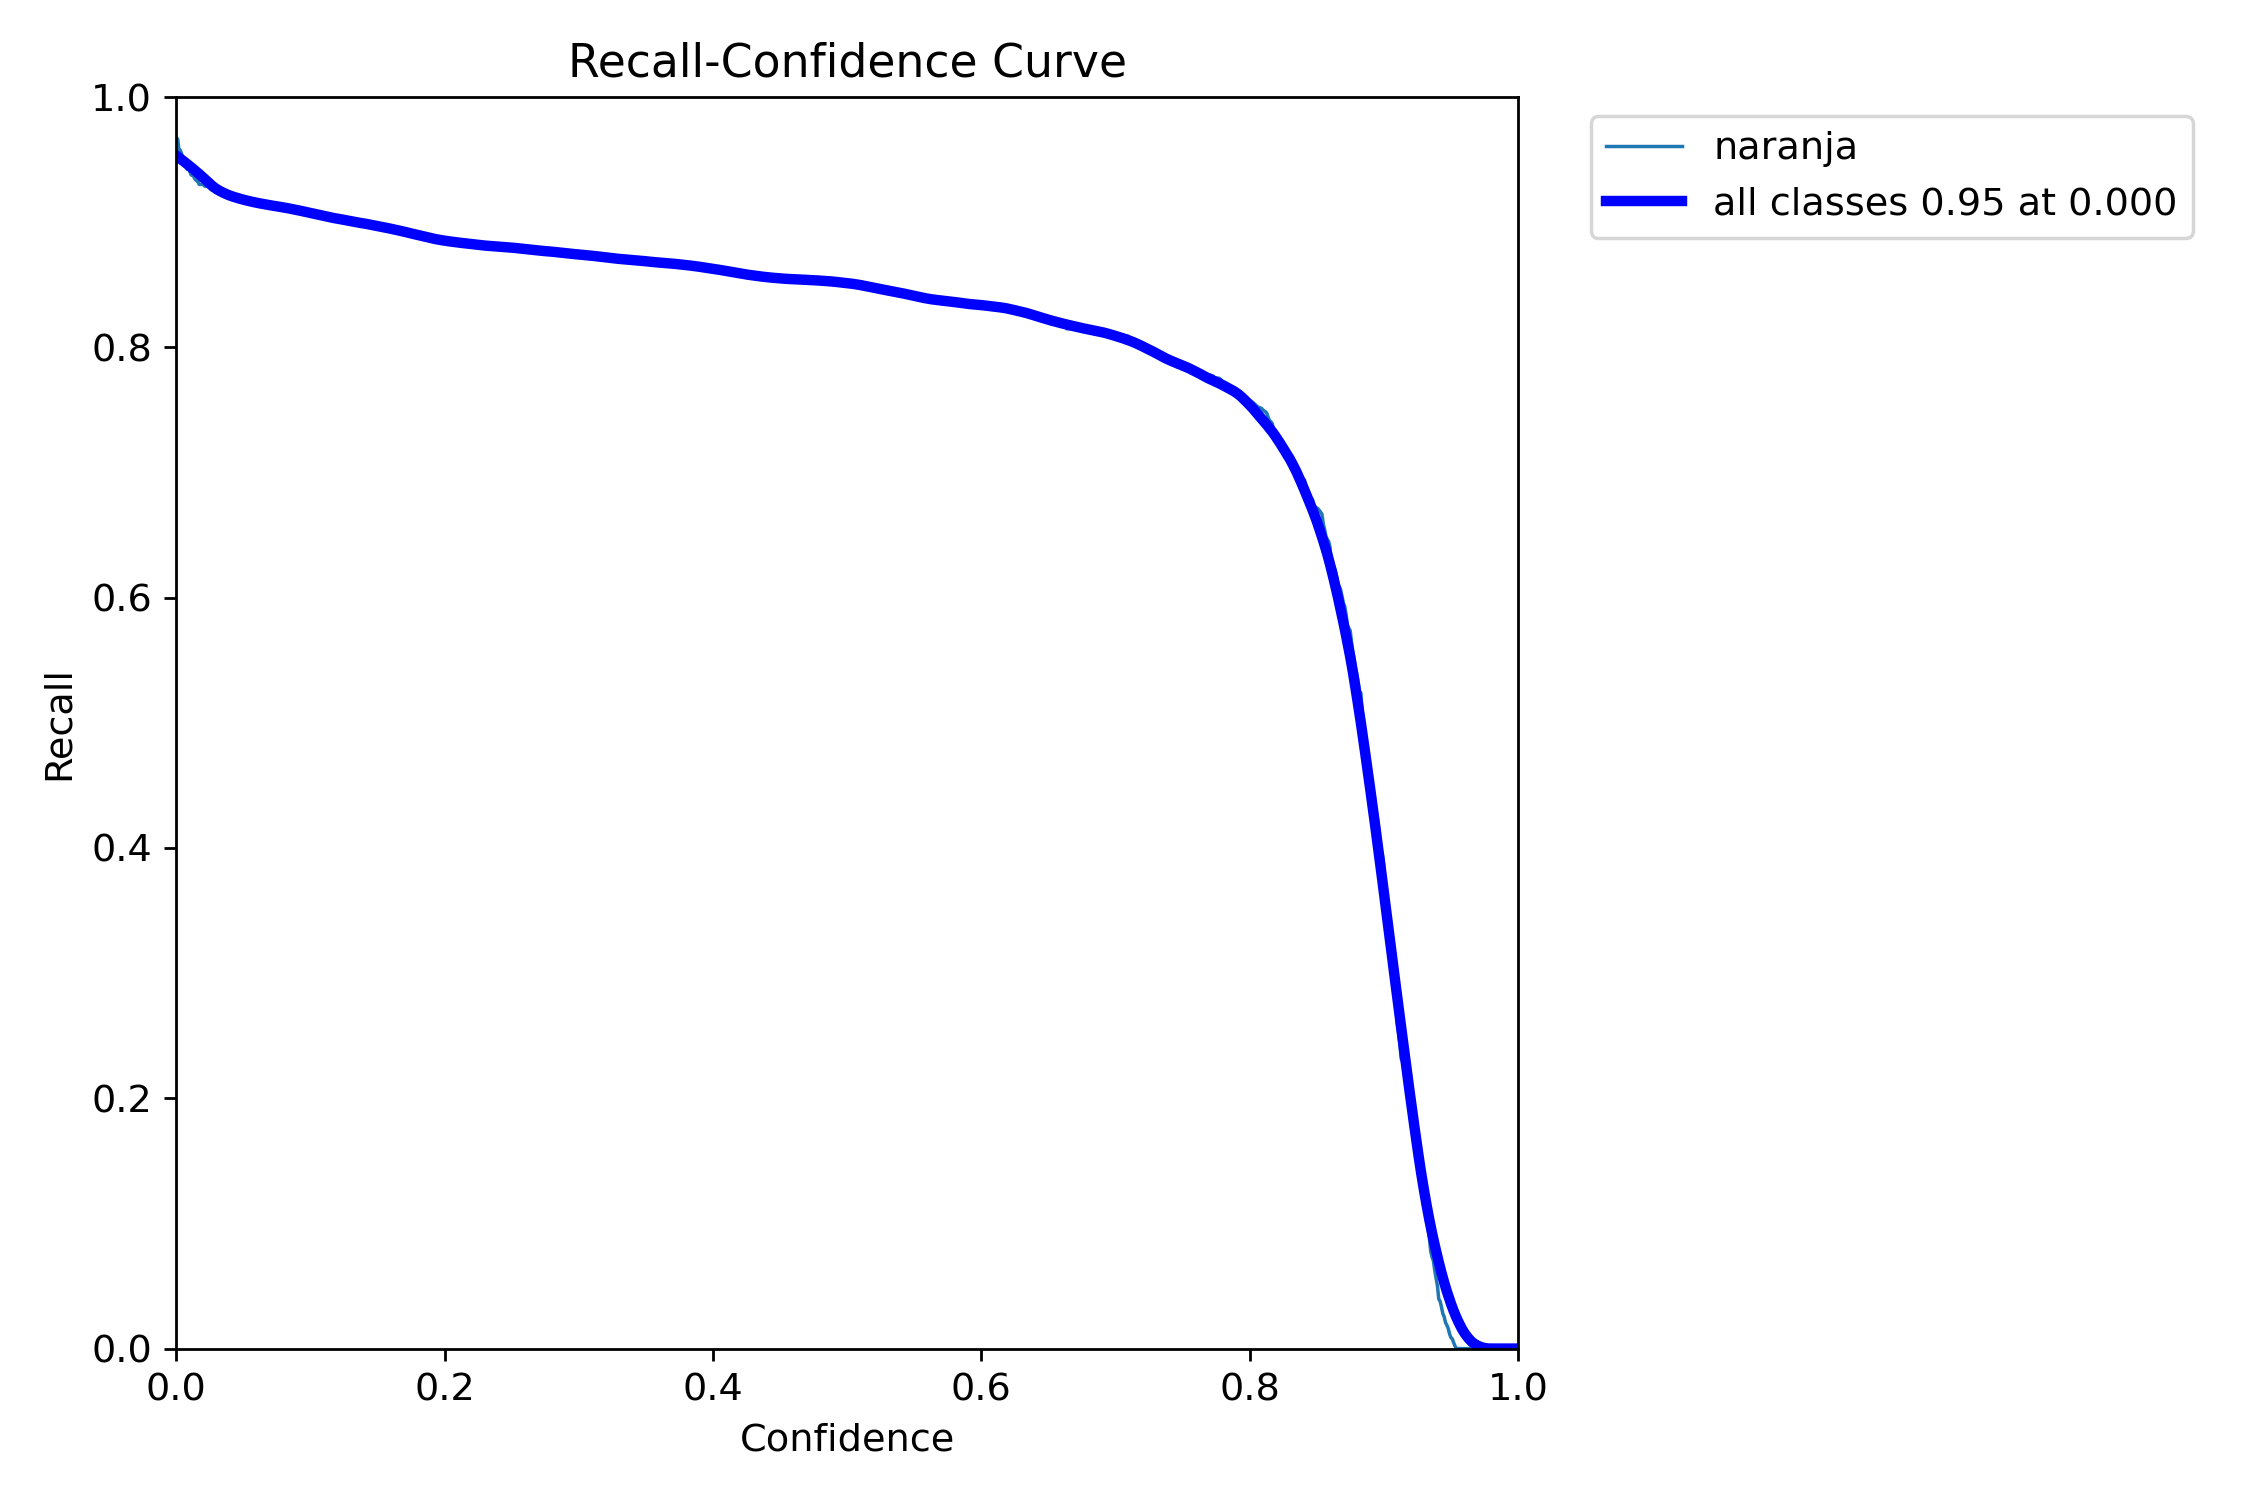 Recall-Confidence Curve
1.0
0.8
0.6
0.4
0.2
0.0
Recall
0.0 0.2 0.4 0.6 0.8 1.0
Confidence
naranja
all classes 0.95 at 0.000